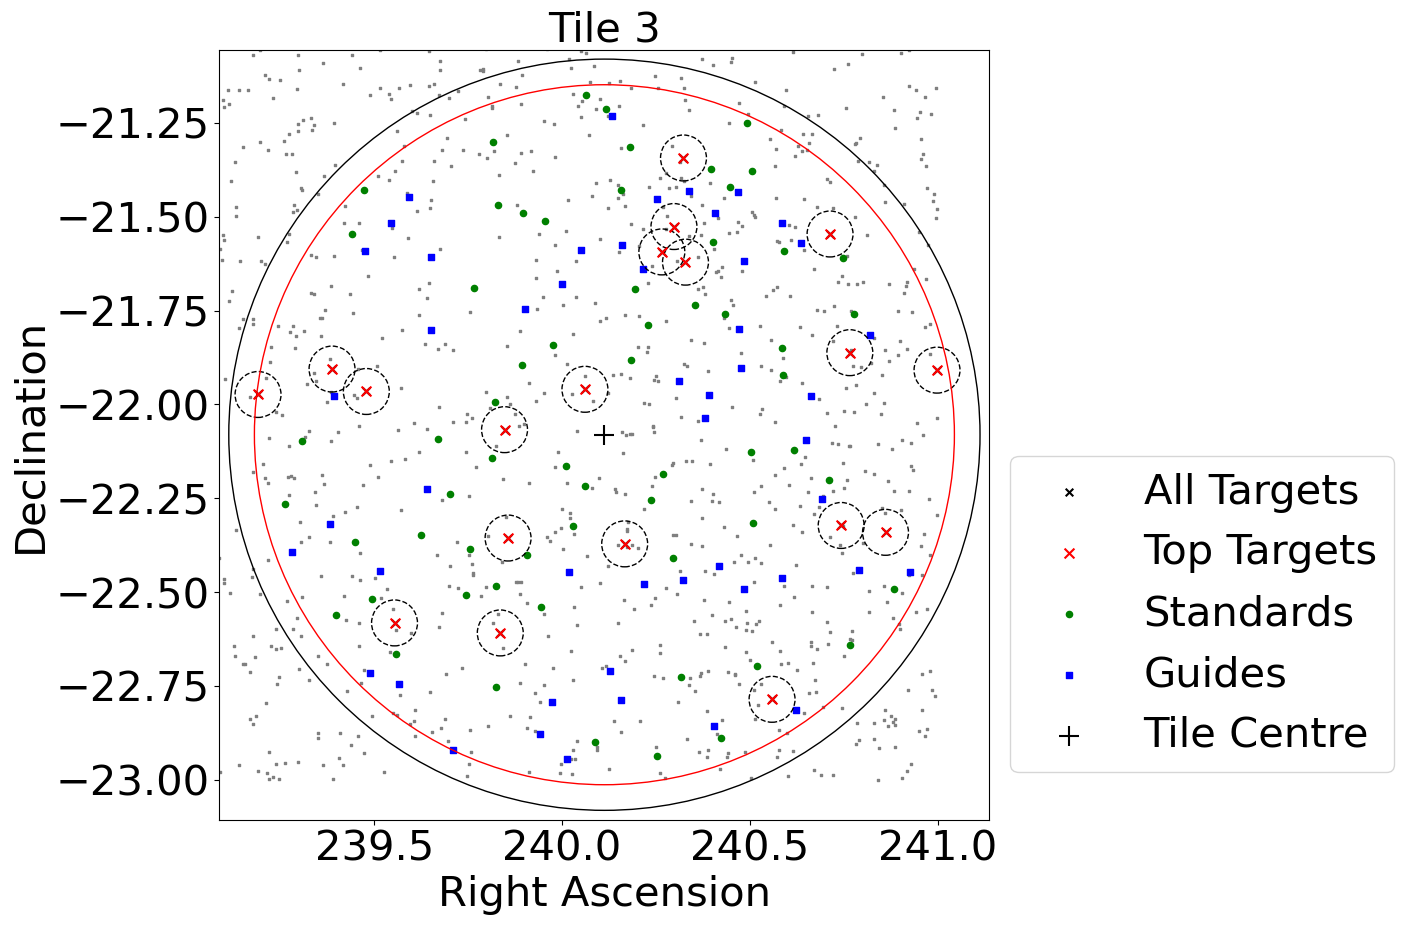 Tile 3
−21.25
−21.50
−21.75
−22.00
−22.25
−22.50
−22.75
−23.00
Declination
239.5 240.0 240.5 241.0
Right Ascension
All Targets
Top Targets
Standards
Guides
Tile Centre